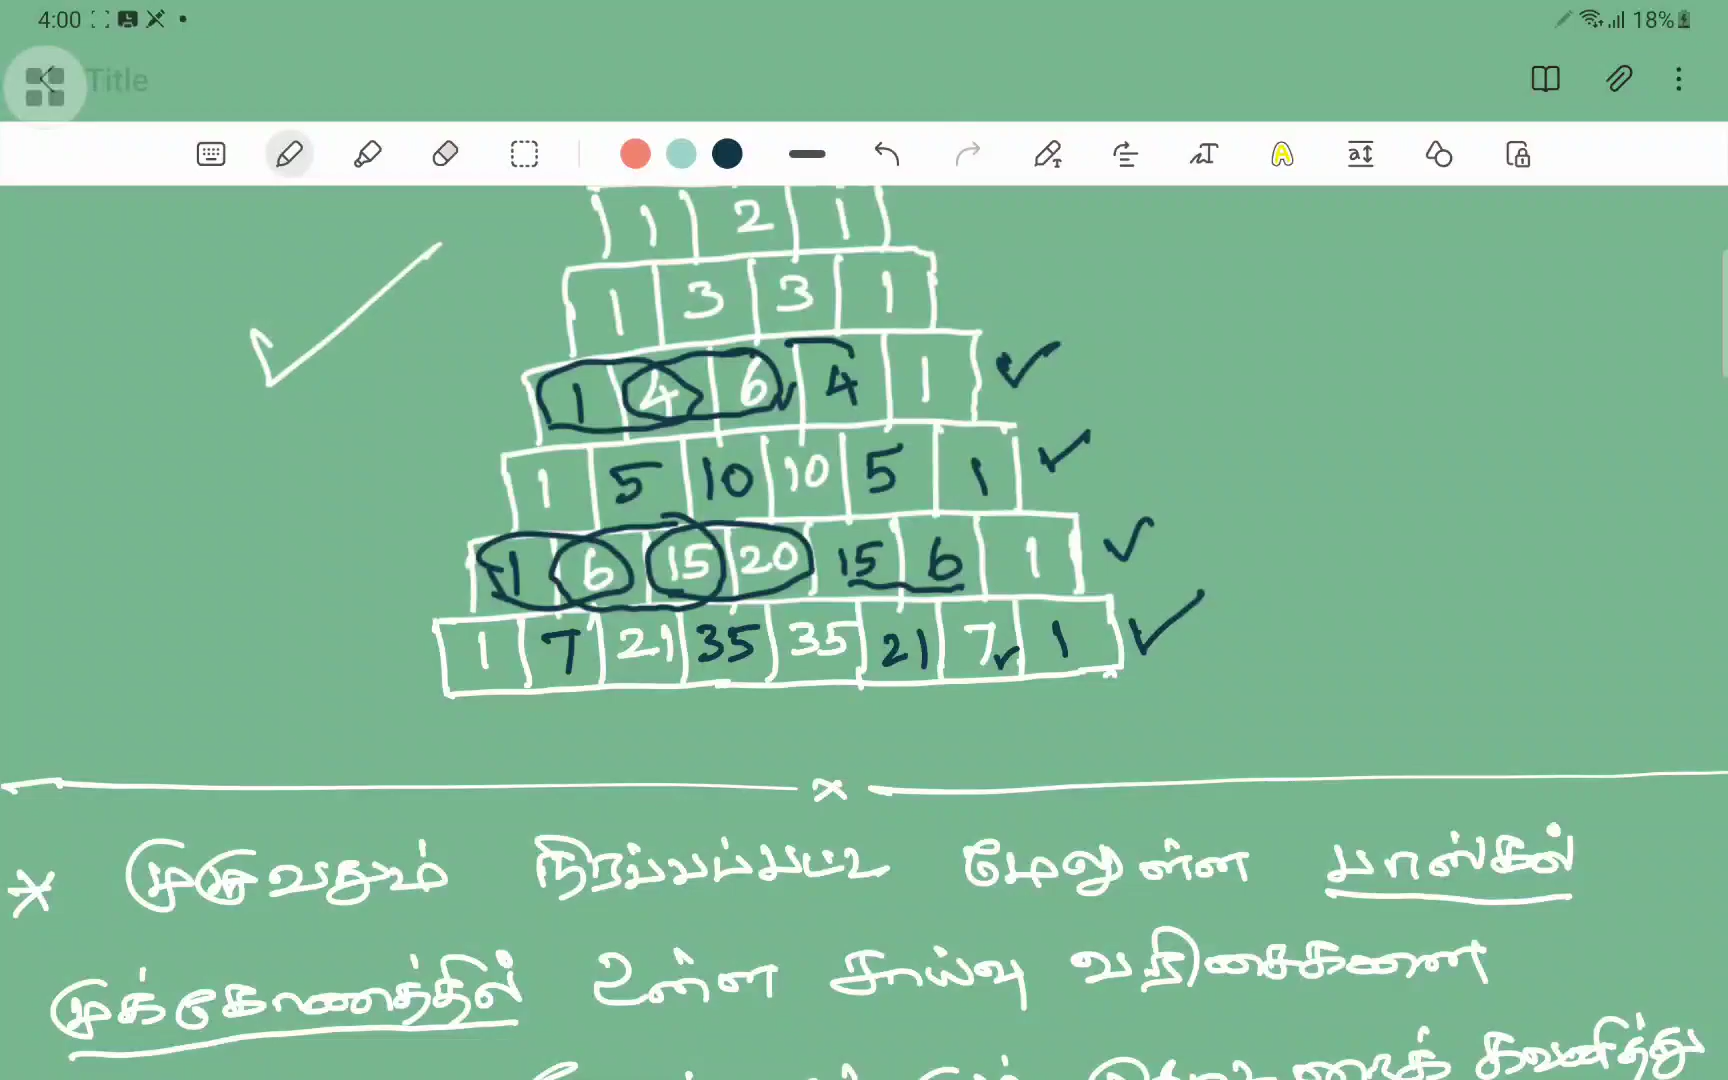 4:00 18%
Title
1 2 1
1 3 3 1
1 4 6 4 1
1 5 10 10 5 1
1 6 15 20 15 6 1
1 7 21 35 35 21 7 1
x
* முழுவதும் நிரப்பப்பட்ட மேலுள்ள பாஸ்கல்
முக்கோணத்தில் உள்ள சாய்வு வரிசைகளை
கவனித்து